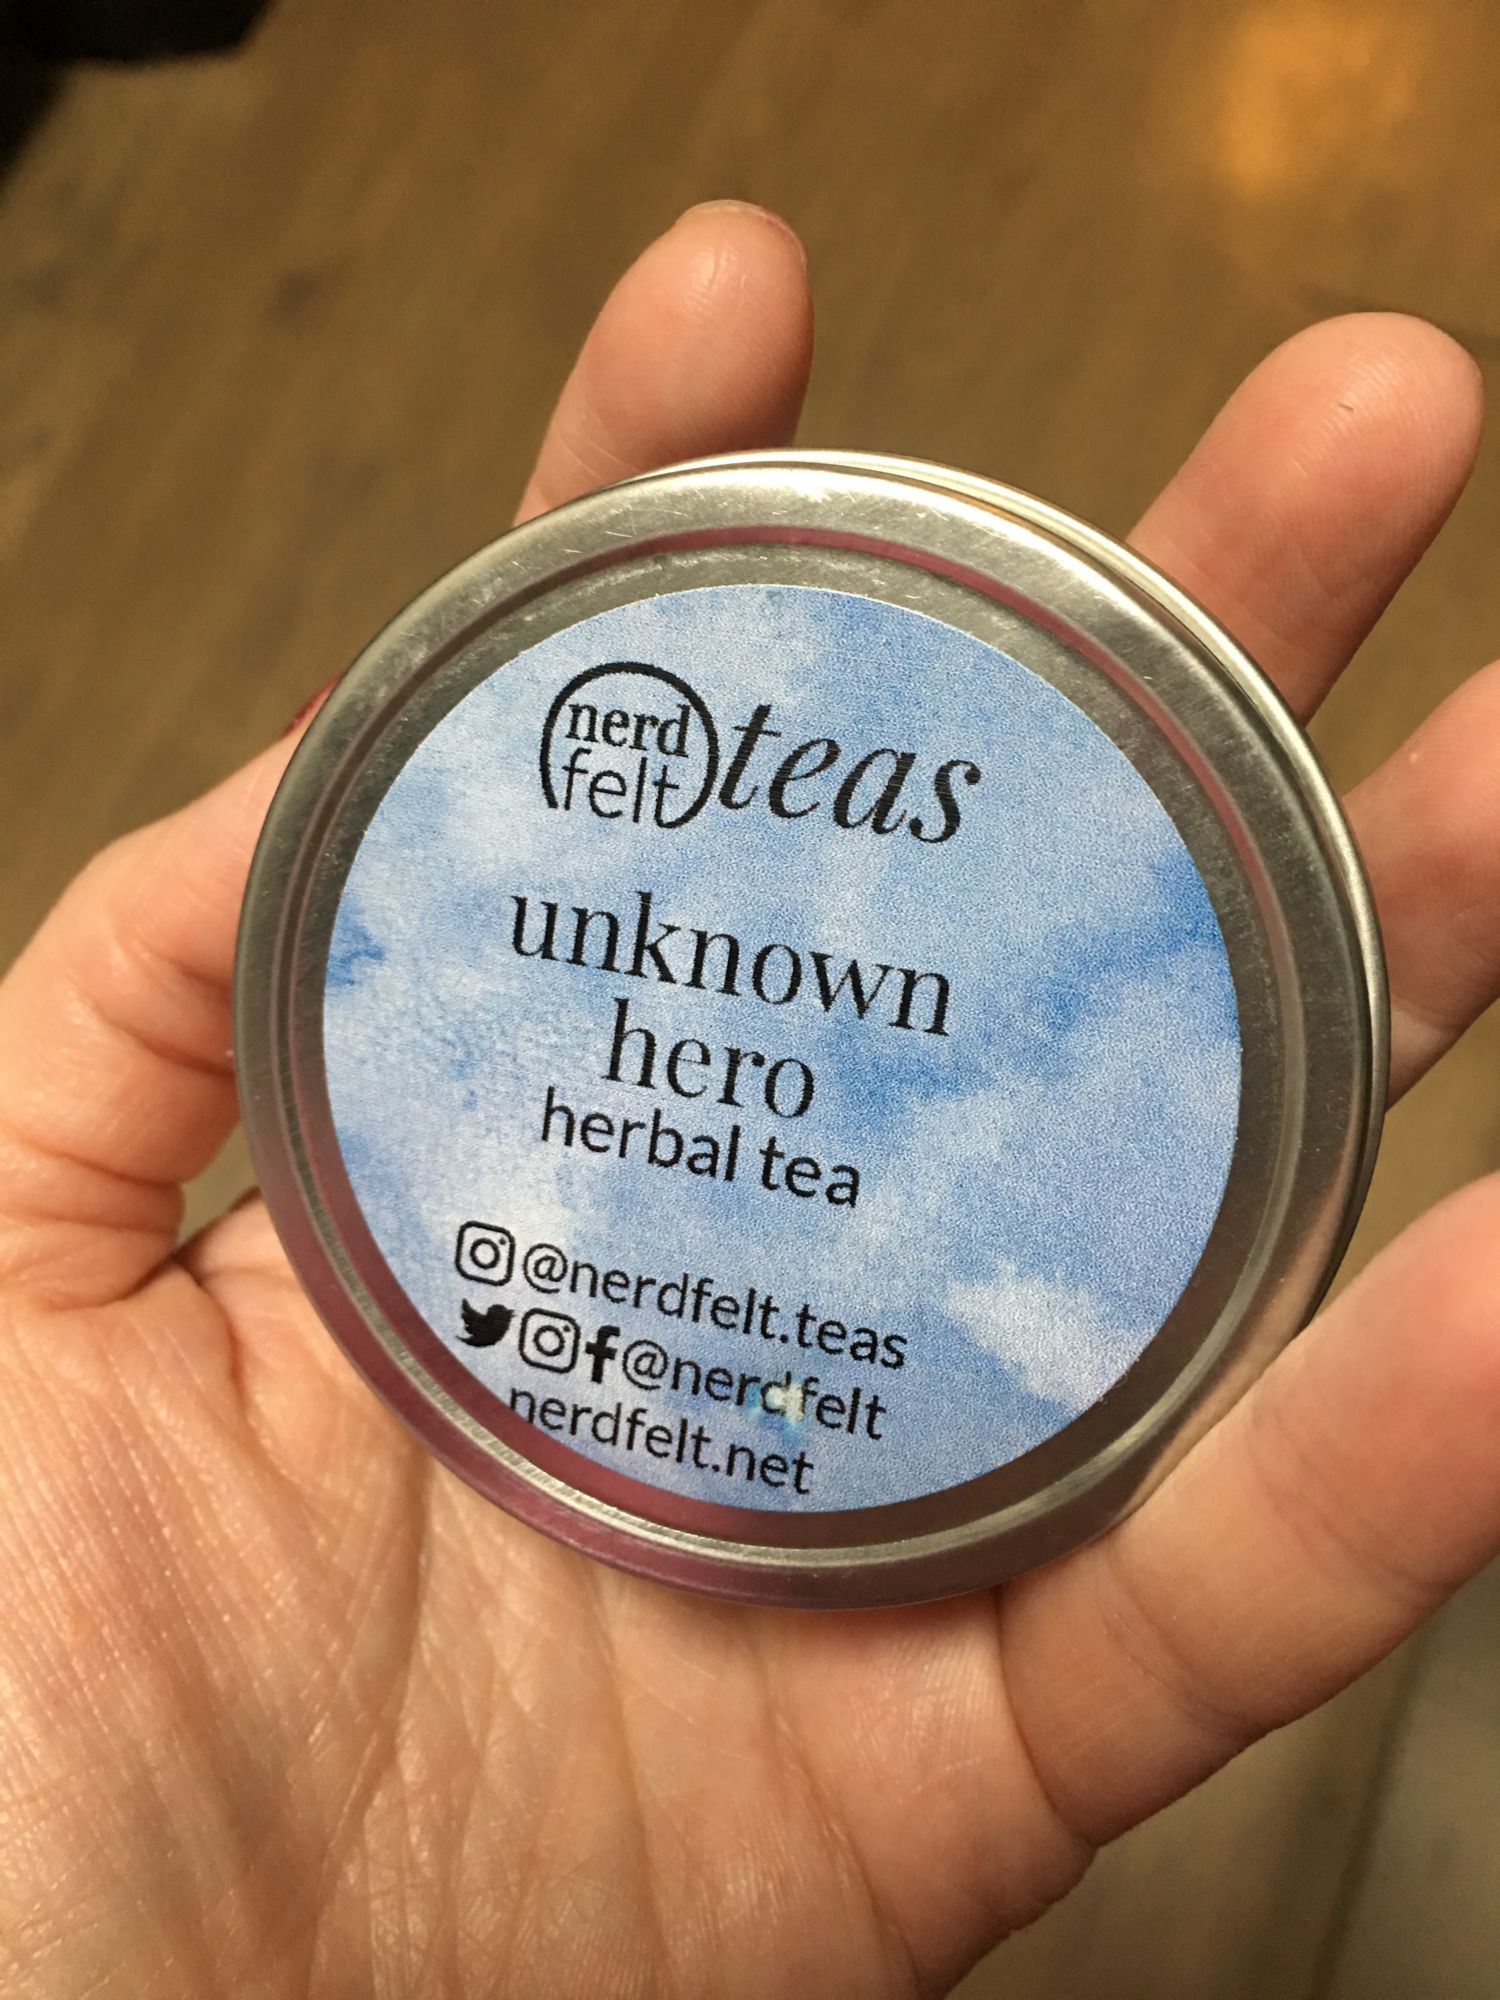 nerd
felt
teas
unknown
hero
herbal tea
@nerdfelt.teas
@nerdfelt
nerdfelt.net